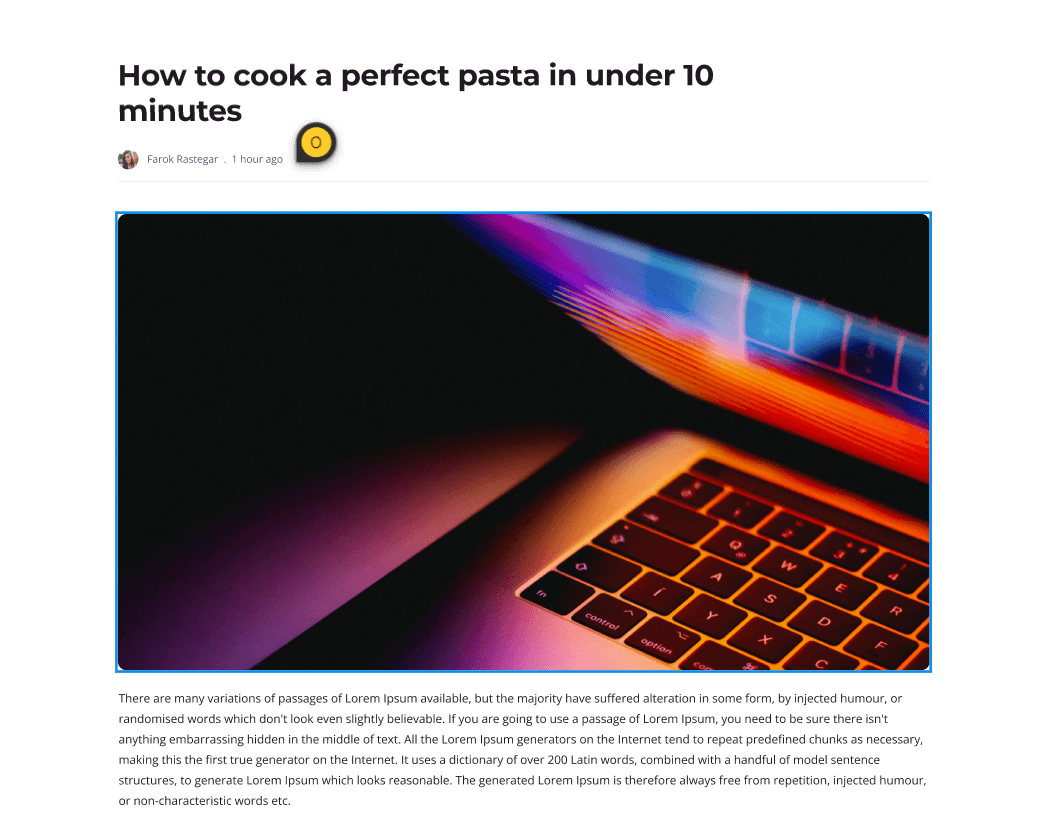 How to cook a perfect pasta in under 10
minutes
O
Farok Rastegar . 1 hour ago
1
2
3
4
Q
W
E
R
A
S
D
F
fn
Í
Y
X
C
control
option
There are many variations of passages of Lorem Ipsum available, but the majority have suffered alteration in some form, by injected humour, or
randomised words which don't look even slightly believable. If you are going to use a passage of Lorem Ipsum, you need to be sure there isn't
anything embarrassing hidden in the middle of text. All the Lorem Ipsum generators on the Internet tend to repeat predefined chunks as necessary,
making this the first true generator on the Internet. It uses a dictionary of over 200 Latin words, combined with a handful of model sentence
structures, to generate Lorem Ipsum which looks reasonable. The generated Lorem Ipsum is therefore always free from repetition, injected humour,
or non-characteristic words etc.